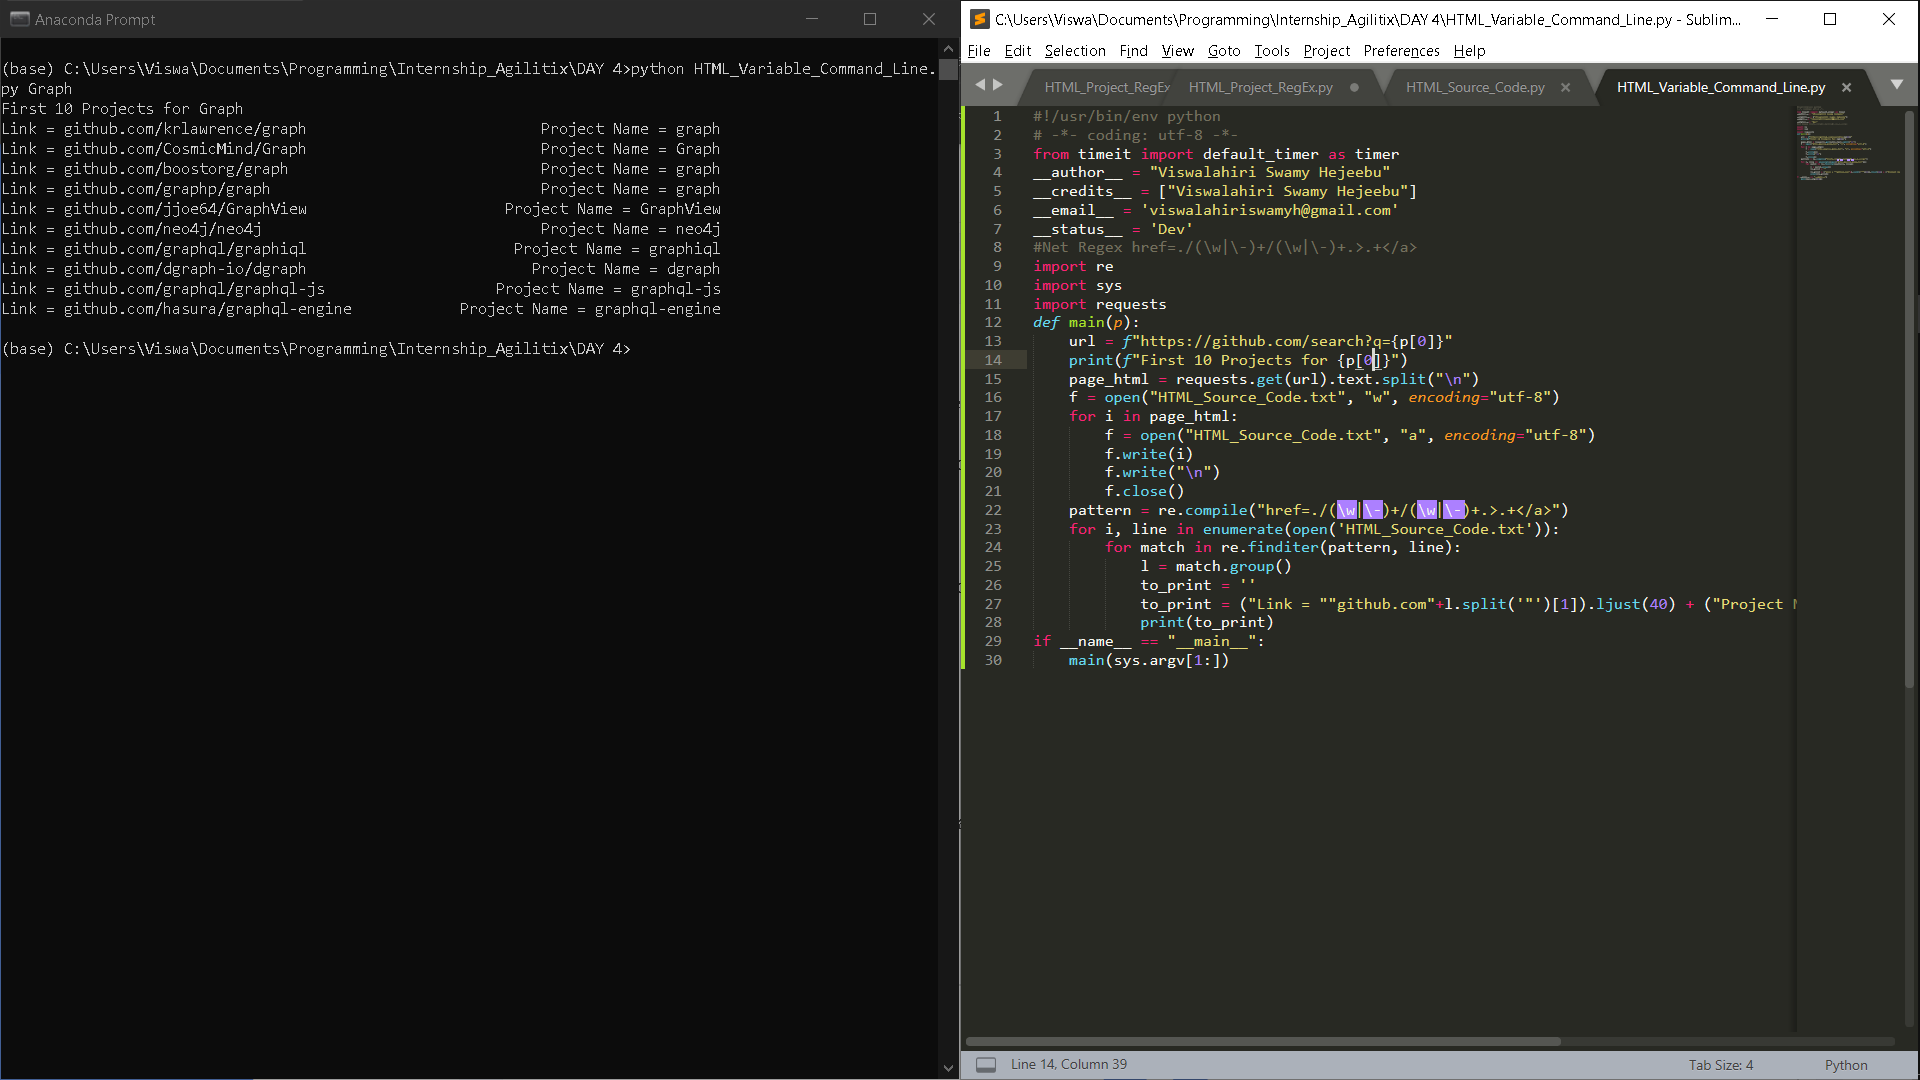 Anaconda Prompt
(base) C:\Users\Viswa\Documents\Programming\Internship_Agilitix\DAY 4>python HTML_Variable_Command_Line.
py Graph
First 10 Projects for Graph
Link = github.com/krlawrence/graph Project Name = graph
Link = github.com/CosmicMind/Graph Project Name = Graph
Link = github.com/boostorg/graph Project Name = graph
Link = github.com/graphp/graph Project Name = graph
Link = github.com/jjoe64/GraphView Project Name = GraphView
Link = github.com/neo4j/neo4j Project Name = neo4j
Link = github.com/graphql/graphiql Project Name = graphiql
Link = github.com/dgraph-io/dgraph Project Name = dgraph
Link = github.com/graphql/graphql-js Project Name = graphql-js
Link = github.com/hasura/graphql-engine Project Name = graphql-engine
(base) C:\Users\Viswa\Documents\Programming\Internship_Agilitix\DAY 4>
C:\Users\Viswa\Documents\Programming\Internship_Agilitix\DAY 4\HTML_Variable_Command_Line.py - Sublim...
File Edit Selection Find View Goto Tools Project Preferences Help
HTML_Project_RegEx HTML_Project_RegEx.py HTML_Source_Code.py HTML_Variable_Command_Line.py
1 #!/usr/bin/env python
2 # -*- coding: utf-8 -*-
3 from timeit import default_timer as timer
4 __author__ = "Viswalahiri Swamy Hejeebu"
5 __credits__ = ["Viswalahiri Swamy Hejeebu"]
6 __email__ = 'viswalahiriswamyh@gmail.com'
7 __status__ = 'Dev'
8 #Net Regex href=./(\w|\-)+/(\w|\-)+.>.+</a>
9 import re
10 import sys
11 import requests
12 def main(p):
13 url = f"https://github.com/search?q={p[0]}"
14 print(f"First 10 Projects for {p[0]}")
15 page_html = requests.get(url).text.split("\n")
16 f = open("HTML_Source_Code.txt", "w", encoding="utf-8")
17 for i in page_html:
18 f = open("HTML_Source_Code.txt", "a", encoding="utf-8")
19 f.write(i)
20 f.write("\n")
21 f.close()
22 pattern = re.compile("href=./(\w|\-)+/(\w|\-)+.>.+</a>")
23 for i, line in enumerate(open('HTML_Source_Code.txt')):
24 for match in re.finditer(pattern, line):
25 l = match.group()
26 to_print = ''
27 to_print = ("Link = ""github.com"+l.split('"')[1]).ljust(40) + ("Project
28 print(to_print)
29 if __name__ == "__main__":
30 main(sys.argv[1:])
Line 14, Column 39 Tab Size: 4 Python